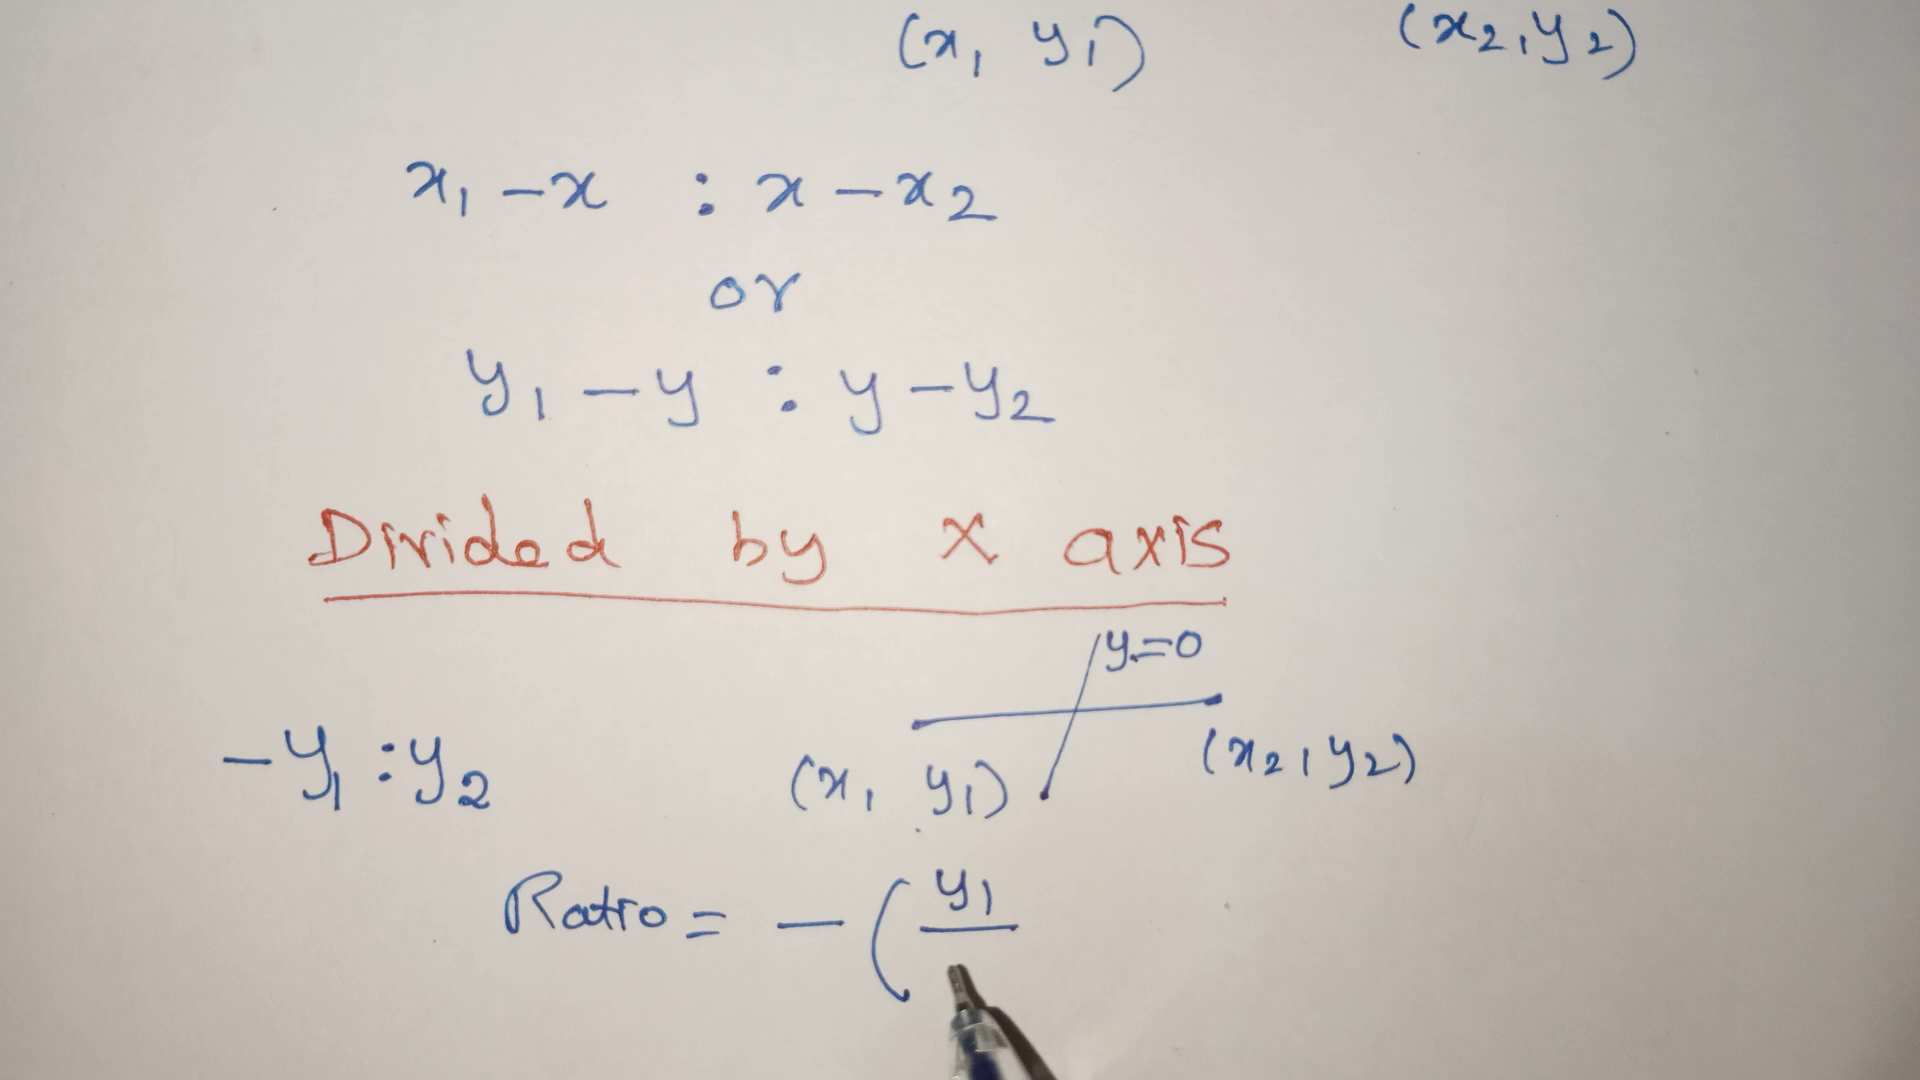 (x₁ y₁) (x₂, y₂)
x₁ – x : x – x₂
or
y₁ – y : y – y₂
Divided by x axis
y=0
–y₁ : y₂ (x₁ y₁) (x₂, y₂)
Ratio = – ( y₁